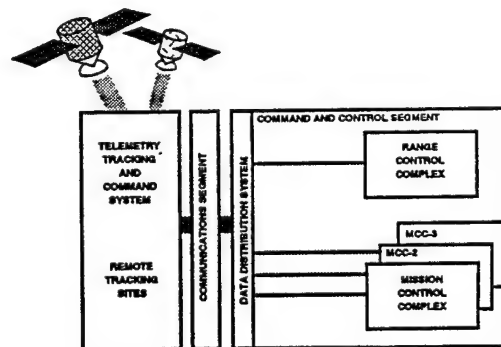 TELEMETRY
TRACKING
AND
COMMAND
SYSTEM
REMOTE
TRACKING
SITES
COMMUNICATIONS SEGMENT
DATA DISTRIBUTION SYSTEM
COMMAND AND CONTROL SEGMENT
RANGE
CONTROL
COMPLEX
MCC-3
MCC-2
MISSION
CONTROL
COMPLEX